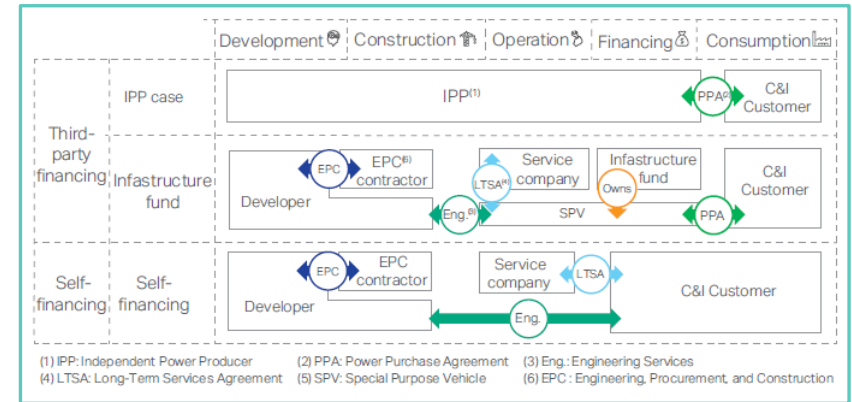 Development Construction Operation Financing Consumption
Third-party financing
IPP case
IPP(1)
PPA(2)
C&I
Customer
Infastructure
fund
Developer
EPC
EPC(6)
contractor
Eng.(3)
LTSA(4)
Service
company
Infastructure
fund
Owns
SPV
PPA
C&I
Customer
Self-
financing
Self-
financing
Developer
EPC
EPC
contractor
Eng.
Service
company
LTSA
C&I Customer
(1) IPP: Independent Power Producer (2) PPA: Power Purchase Agreement (3) Eng.: Engineering Services
(4) LTSA: Long-Term Services Agreement (5) SPV: Special Purpose Vehicle (6) EPC : Engineering, Procurement, and Construction